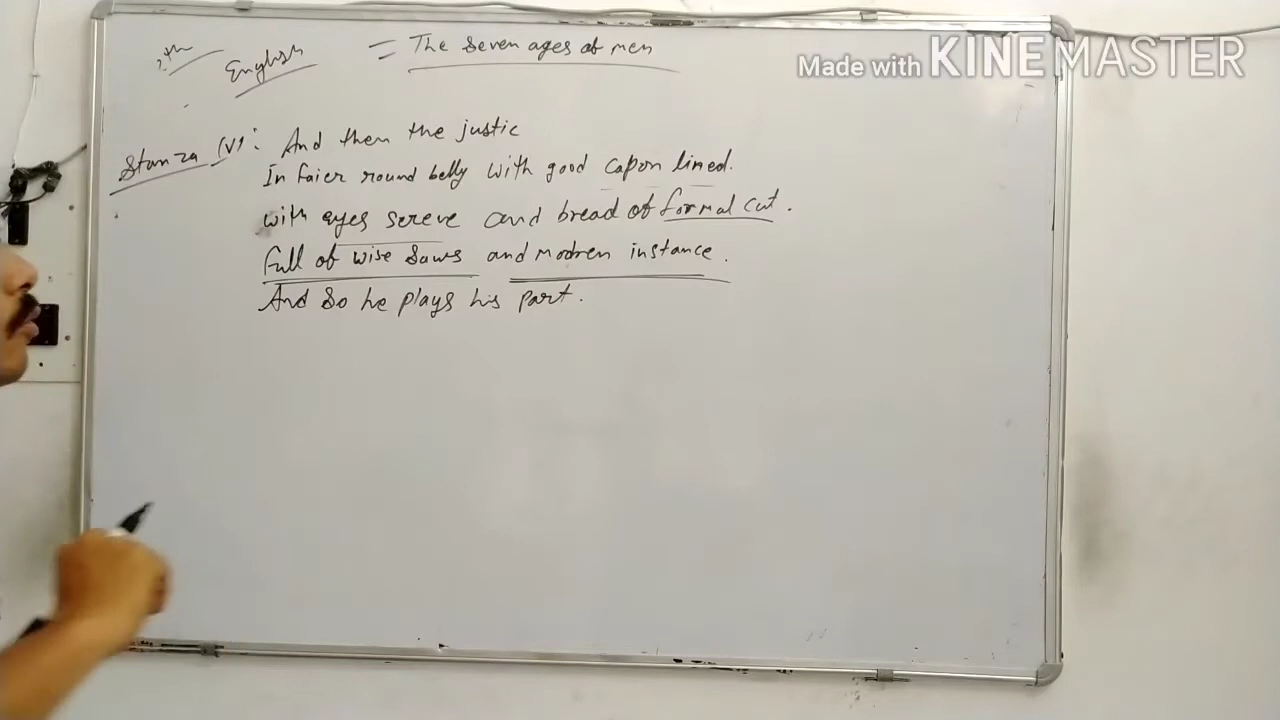 English = The Seven ages of men
Made with KINEMASTER
Stanza (V): And then the justic
In faier round belly with good capon lined.
with eyes sereve and bread of formal cut.
full of wise saws and modren instance.
And so he plays his part.